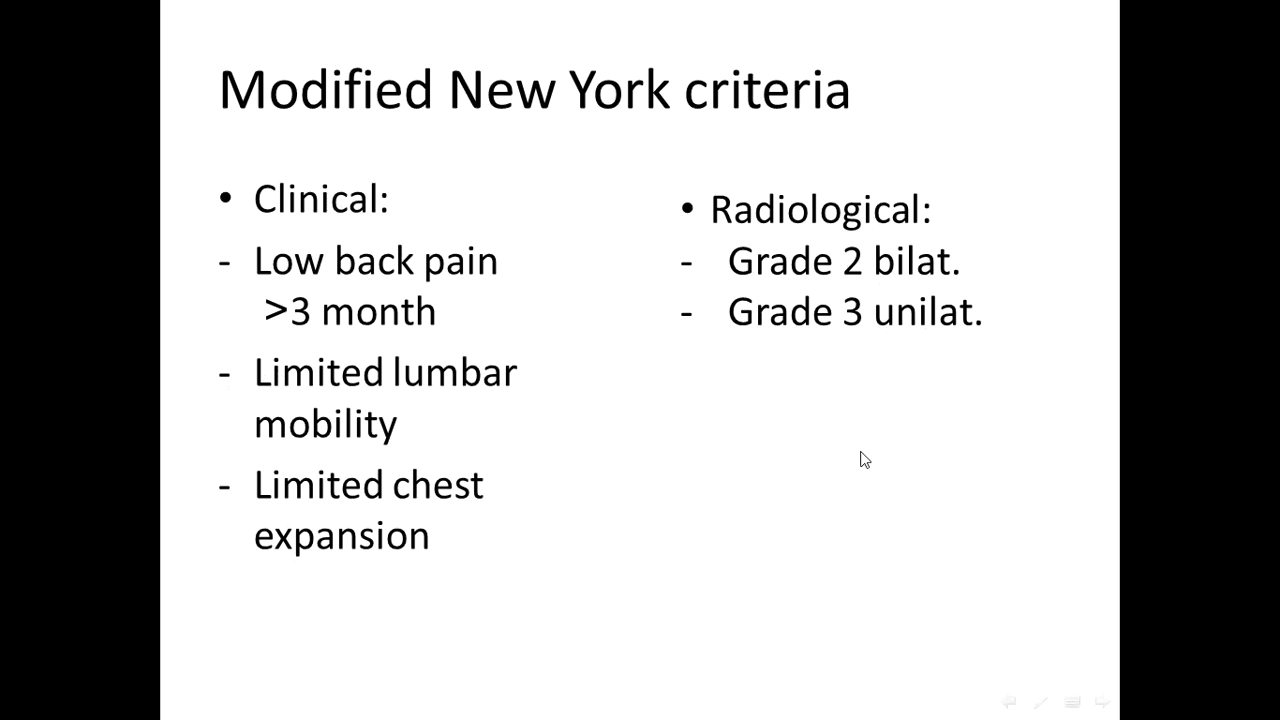 Modified New York criteria
• Clinical:
- Low back pain
>3 month
- Limited lumbar
mobility
- Limited chest
expansion
• Radiological:
- Grade 2 bilat.
- Grade 3 unilat.